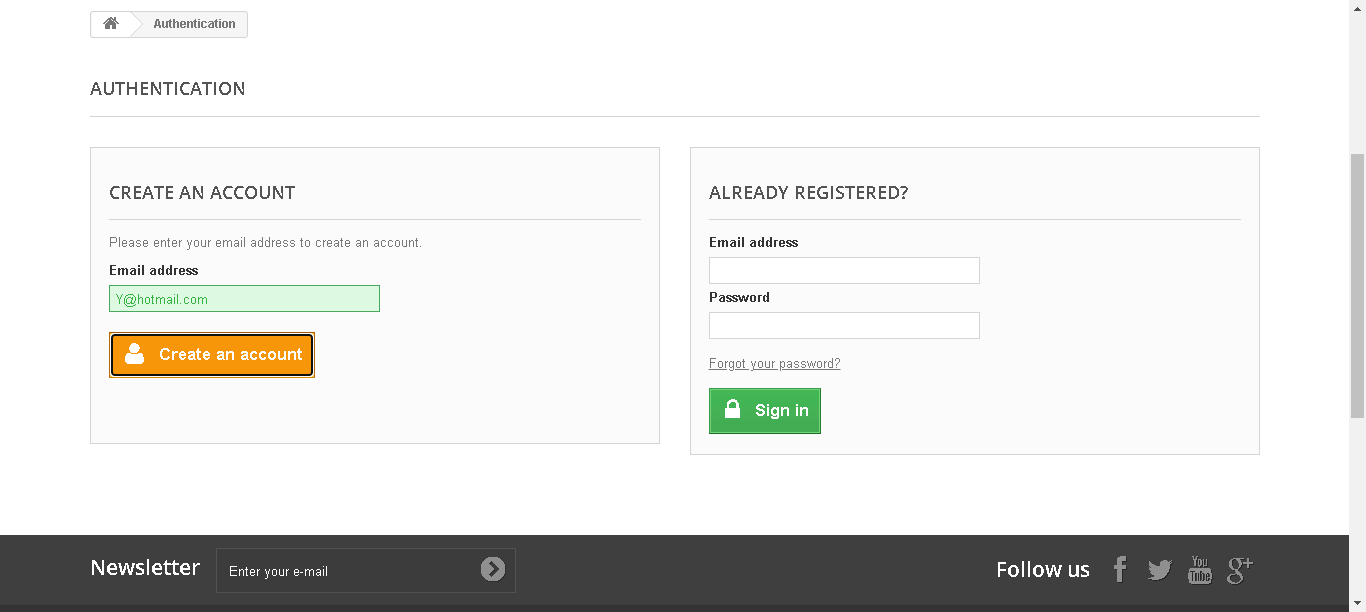 Authentication
AUTHENTICATION
CREATE AN ACCOUNT
Please enter your email address to create an account.
Email address
Y@hotmail.com
Create an account
ALREADY REGISTERED?
Email address
Password
Forgot your password?
Sign in
Newsletter
Enter your e-mail
Follow us
You
Tube
g+